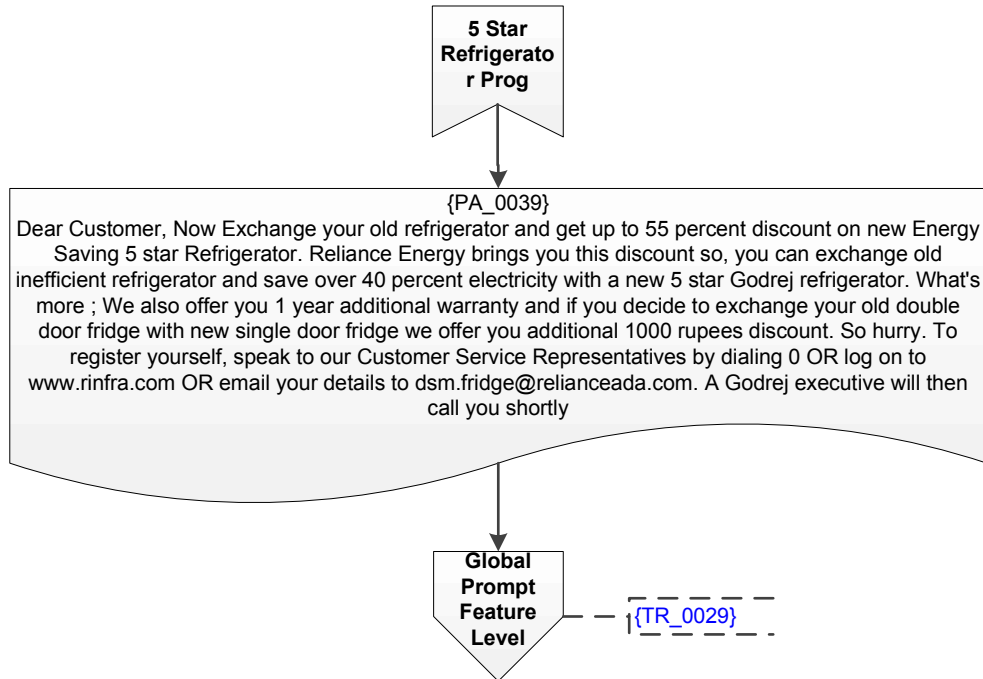 5 Star
Refrigerato
r Prog
{PA_0039}
Dear Customer, Now Exchange your old refrigerator and get up to 55 percent discount on new Energy
Saving 5 star Refrigerator. Reliance Energy brings you this discount so, you can exchange old
inefficient refrigerator and save over 40 percent electricity with a new 5 star Godrej refrigerator. What's
more ; We also offer you 1 year additional warranty and if you decide to exchange your old double
door fridge with new single door fridge we offer you additional 1000 rupees discount. So hurry. To
register yourself, speak to our Customer Service Representatives by dialing 0 OR log on to
www.rinfra.com OR email your details to dsm.fridge@relianceada.com. A Godrej executive will then
call you shortly
Global
Prompt
Feature
Level
{TR_0029}